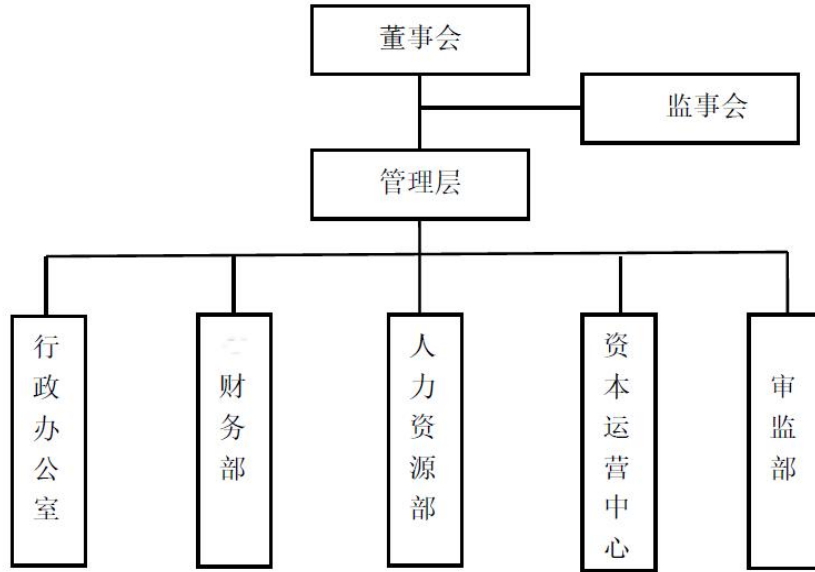 董事会
监事会
管理层
行政办公室
财务部
人力资源部
资本运营中心
审监部